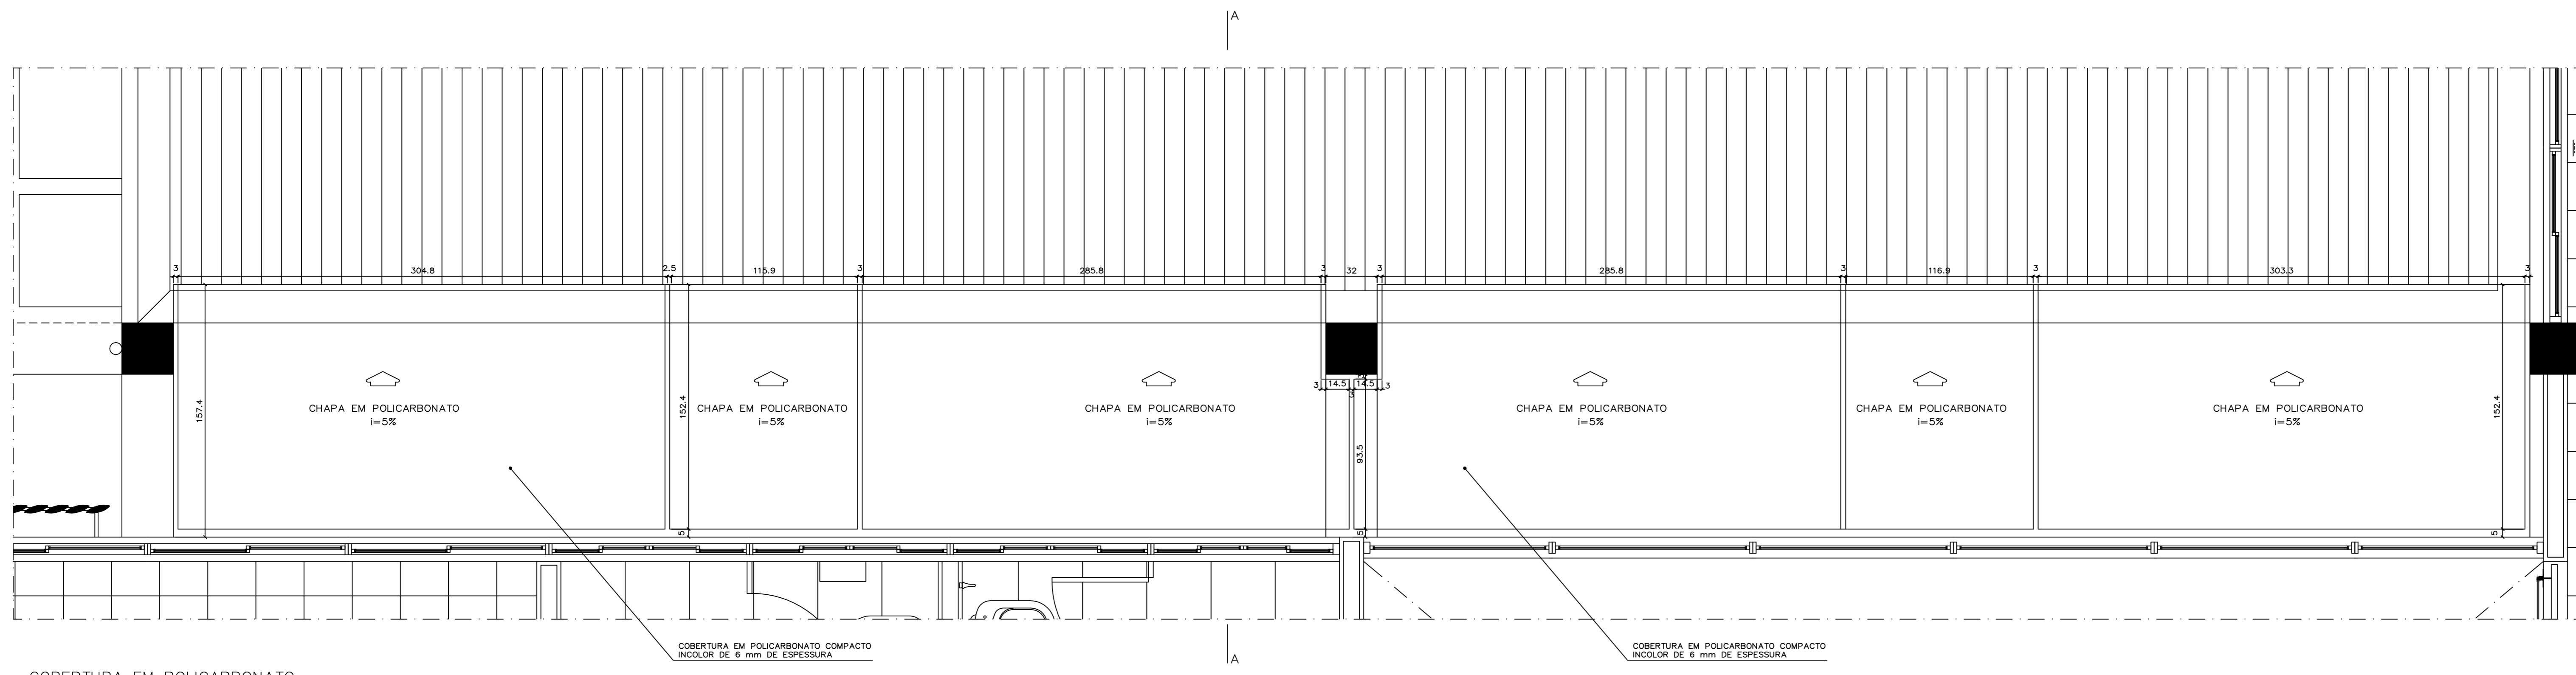 A
3
304.8
2.5
115.9
3
285.8
3
32
3
285.8
3
116.9
3
303.3
3
157.4
152.4
5
3
14.5
14.5
3
3
93.5
5
152.4
5
CHAPA EM POLICARBONATO
i=5%
CHAPA EM POLICARBONATO
i=5%
CHAPA EM POLICARBONATO
i=5%
CHAPA EM POLICARBONATO
i=5%
CHAPA EM POLICARBONATO
i=5%
CHAPA EM POLICARBONATO
i=5%
COBERTURA EM POLICARBONATO COMPACTO
INCOLOR DE 6 mm DE ESPESSURA
A
COBERTURA EM POLICARBONATO COMPACTO
INCOLOR DE 6 mm DE ESPESSURA
COBERTURA EM POLICARBONATO